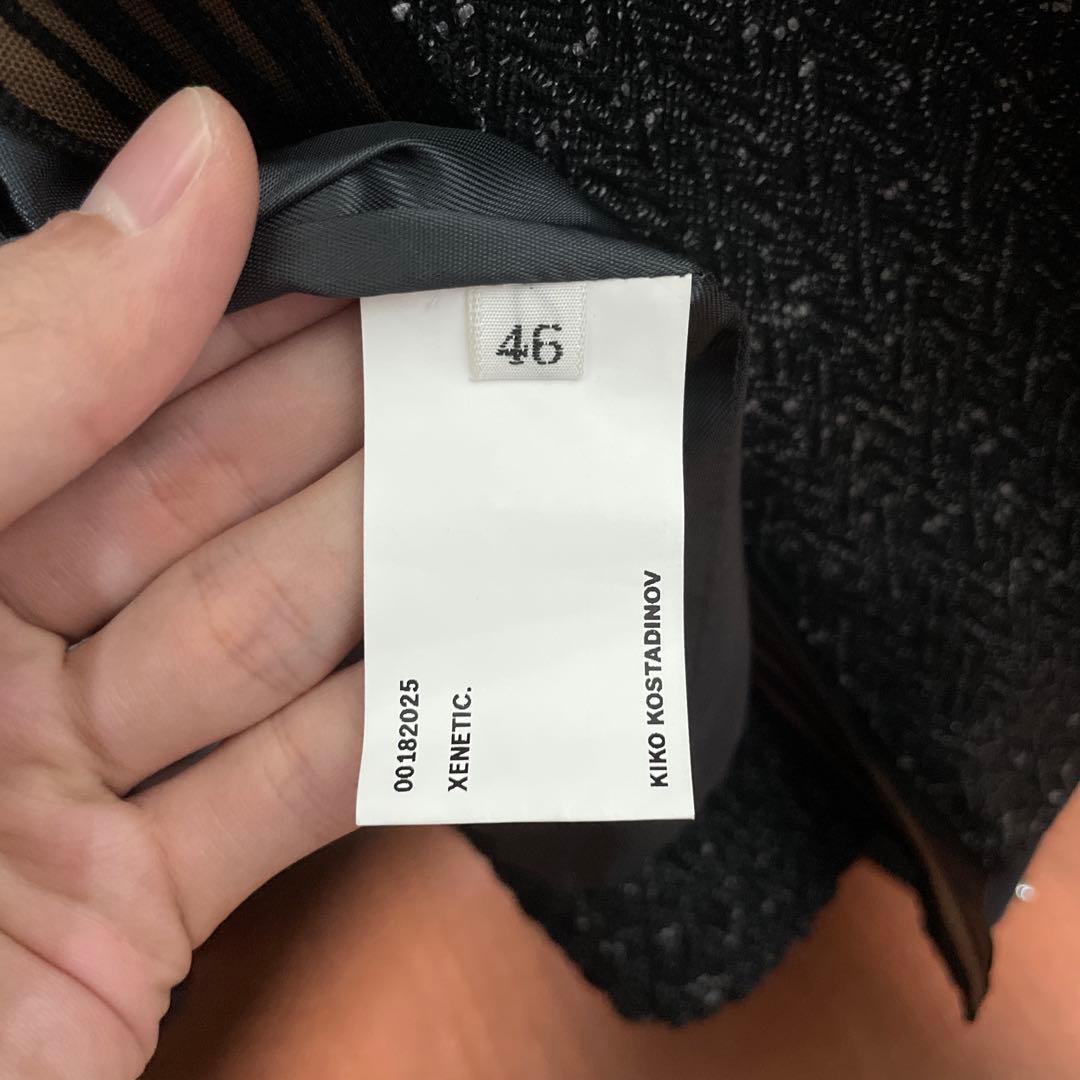 46
00182025
XENETIC.
KIKO KOSTADINOV